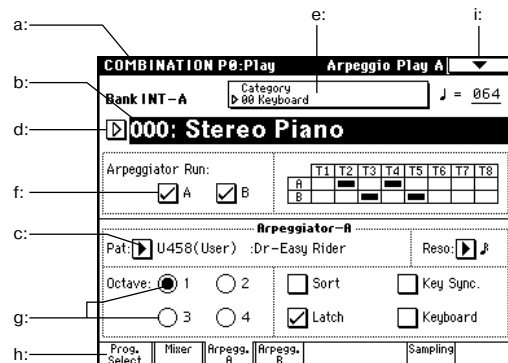 a:
e:
i:
COMBINATION P0:Play Arpeggio Play A
b:
Bank INT-A
Category
00 Keyboard
♩ = 064
d:
000: Stereo Piano
Arpeggiator Run:
T1 T2 T3 T4 T5 T6 T7 T8
f:
A B
A
B
Arpeggiator-A
c:
Pat: U458(User) :Dr-Easy Rider Reso: ♪
Octave: 1 2 Sort Key Sync.
g:
3 4 Latch Keyboard
h:
Prog. Select Mixer Arpegg. A Arpegg. B Sampling